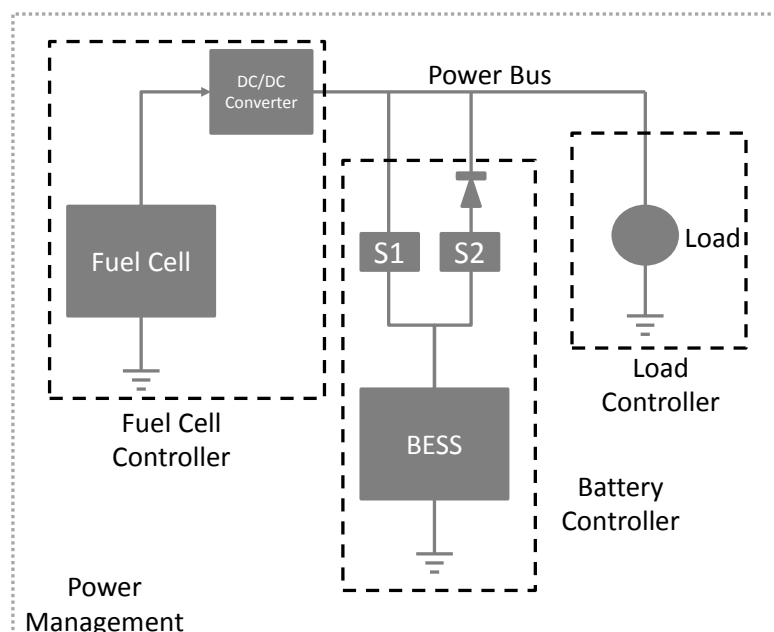 DC/DC
Converter
Power Bus
Fuel Cell
S1
S2
Load
Load
Controller
Fuel Cell
Controller
BESS
Battery
Controller
Power
Management